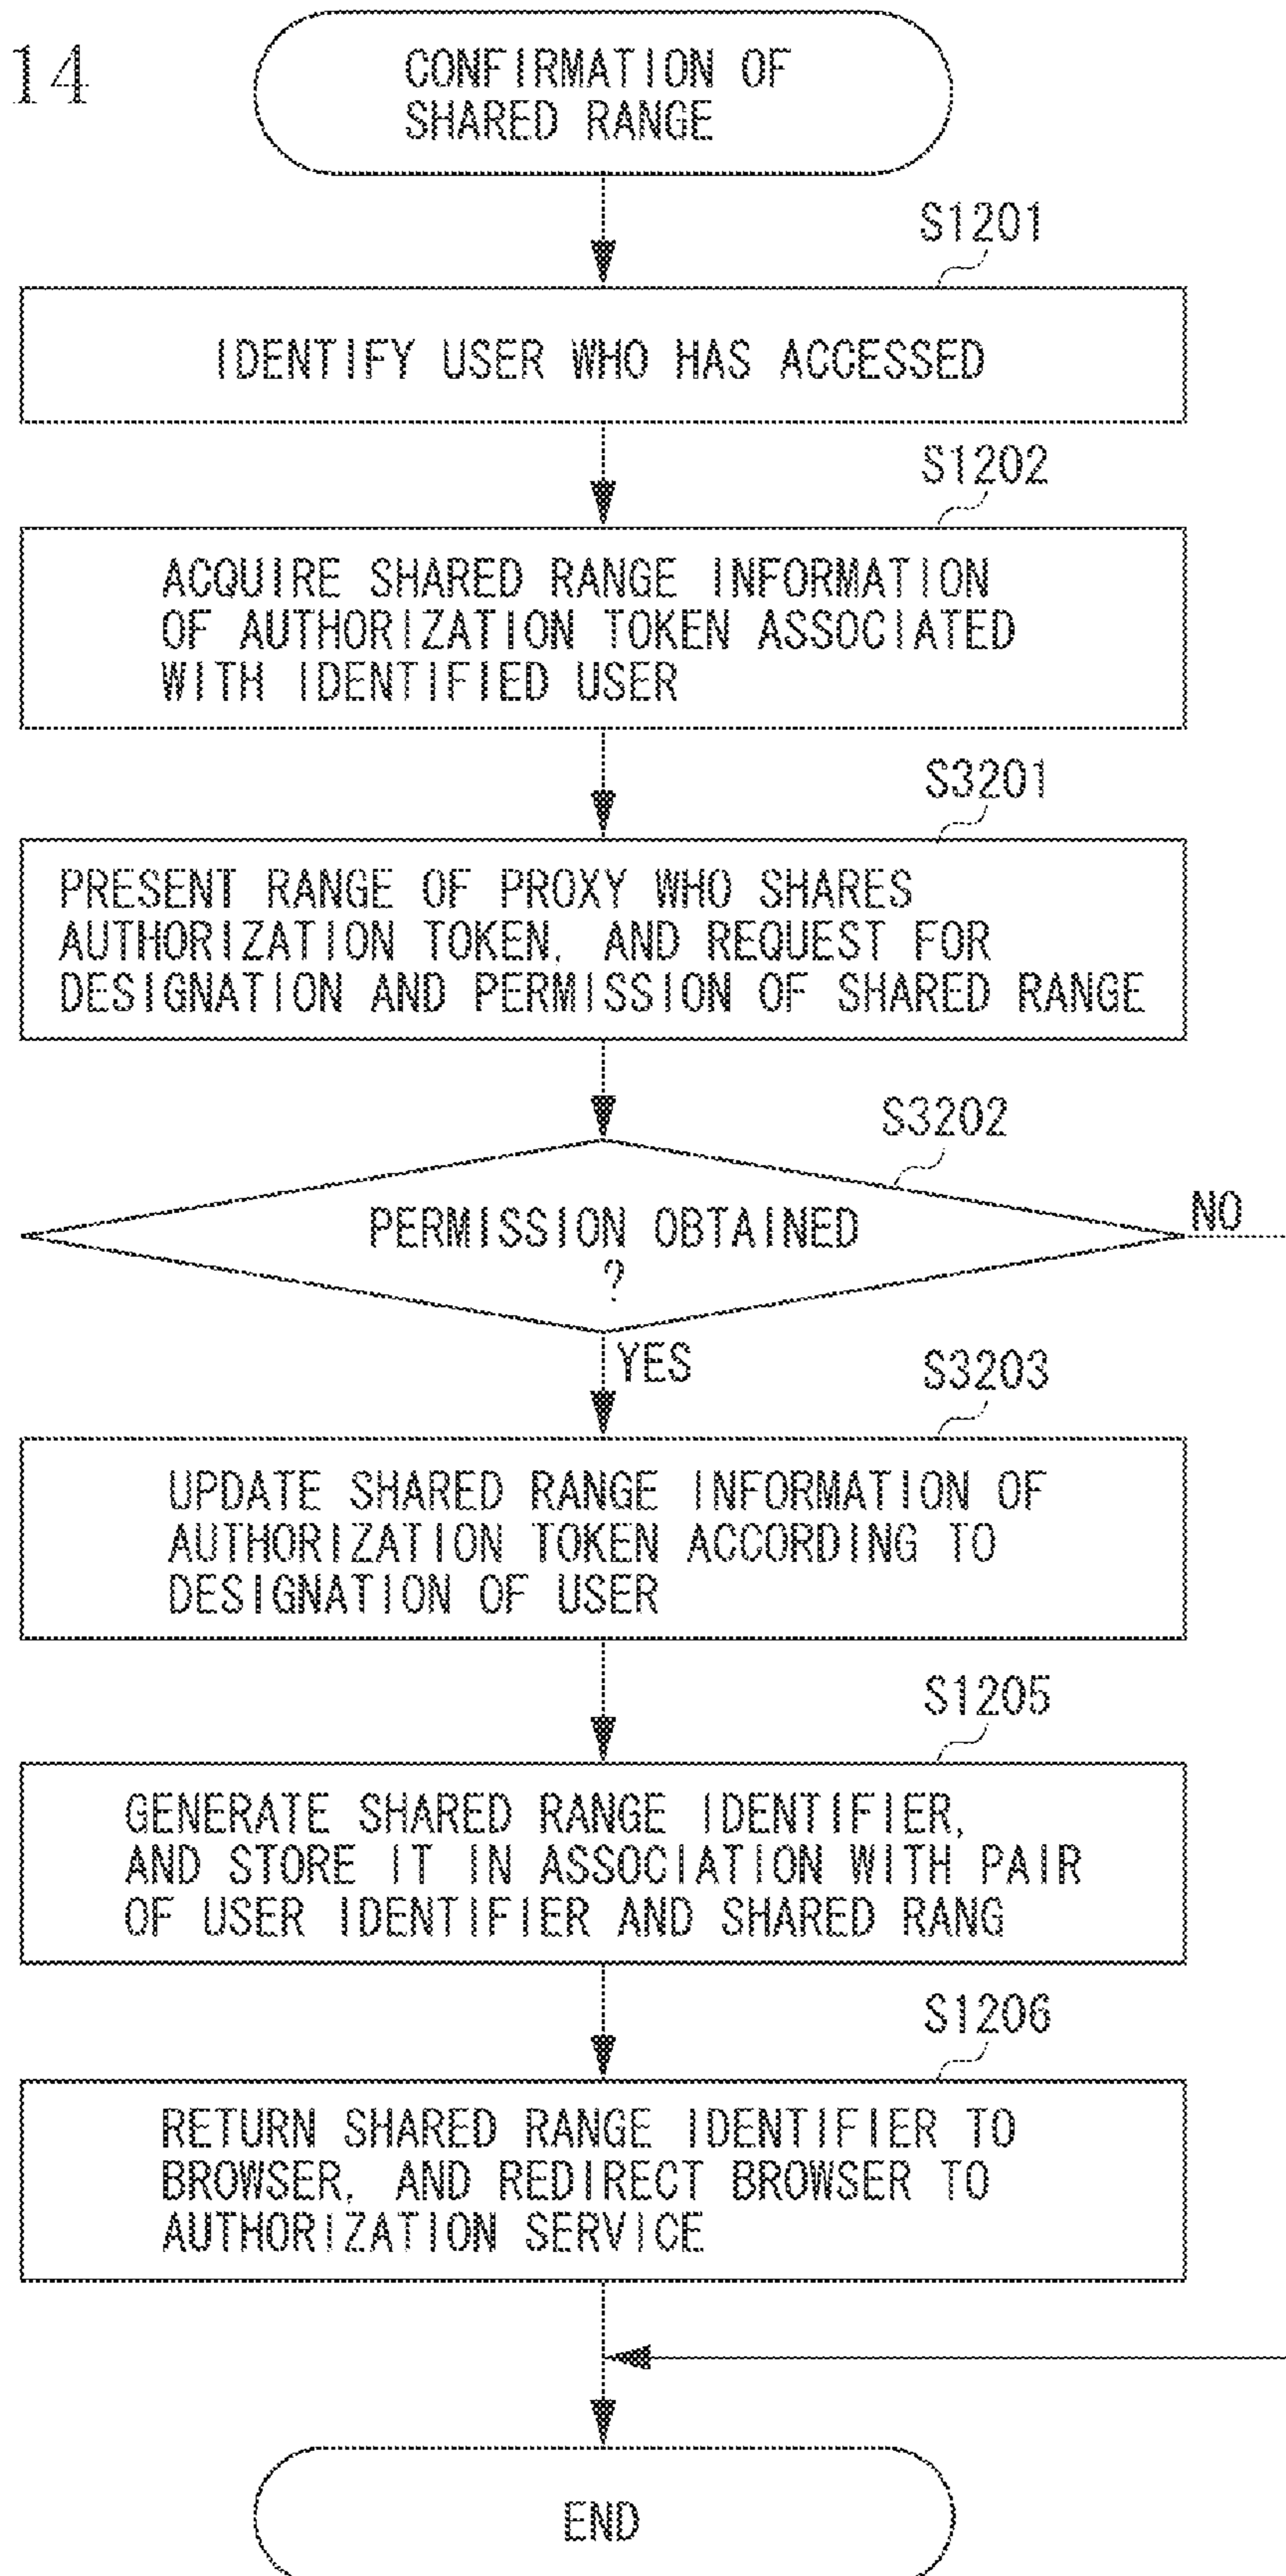 14
CONFIRMATION OF
SHARED RANGE
S1201
IDENTIFY USER WHO HAS ACCESSED
S1202
ACQUIRE SHARED RANGE INFORMATION
OF AUTHORIZATION TOKEN ASSOCIATED
WITH IDENTIFIED USER
S3201
PRESENT RANGE OF PROXY WHO SHARES
AUTHORIZATION TOKEN, AND REQUEST FOR
DESIGNATION AND PERMISSION OF SHARED RANGE
S3202
PERMISSION OBTAINED
?
NO
YES
S3203
UPDATE SHARED RANGE INFORMATION OF
AUTHORIZATION TOKEN ACCORDING TO
DESIGNATION OF USER
S1205
GENERATE SHARED RANGE IDENTIFIER,
AND STORE IT IN ASSOCIATION WITH PAIR
OF USER IDENTIFIER AND SHARED RANG
S1206
RETURN SHARED RANGE IDENTIFIER TO
BROWSER, AND REDIRECT BROWSER TO
AUTHORIZATION SERVICE
END